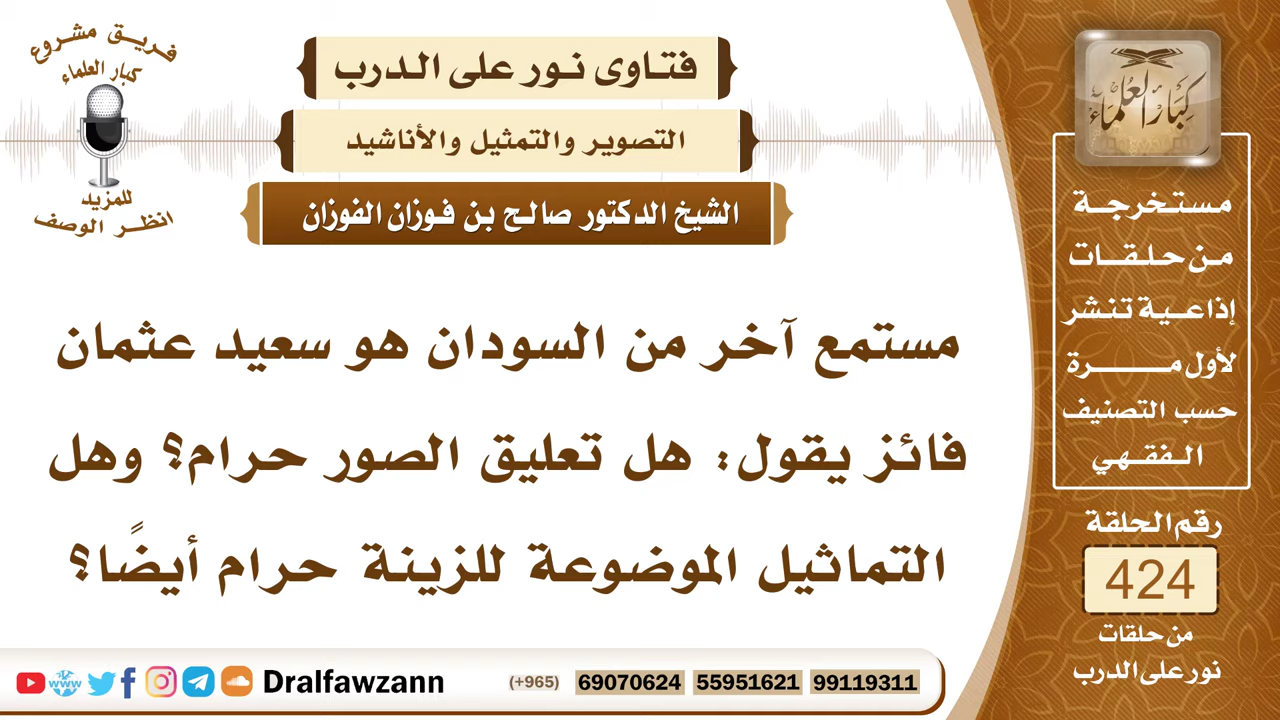 فريق مشروع
كبار العلماء
للمزيد
انظر الوصف
فتاوى نور على الدرب
التصوير والتمثيل والأناشيد
الشيخ الدكتور صالح بن فوزان الفوزان
مستمع آخر من السودان هو سعيد عثمان
فائز يقول: هل تعليق الصور حرام؟ وهل
التماثيل الموضوعة للزينة حرام أيضًا؟
كبار العلماء
مستخرجة
من حلقات
إذاعية تنشر
لأول مرة
حسب التصنيف
الفقهي
رقم الحلقة
424
من حلقات
نور على الدرب
www
Dralfawzann (+965) 69070624 55951621 99119311